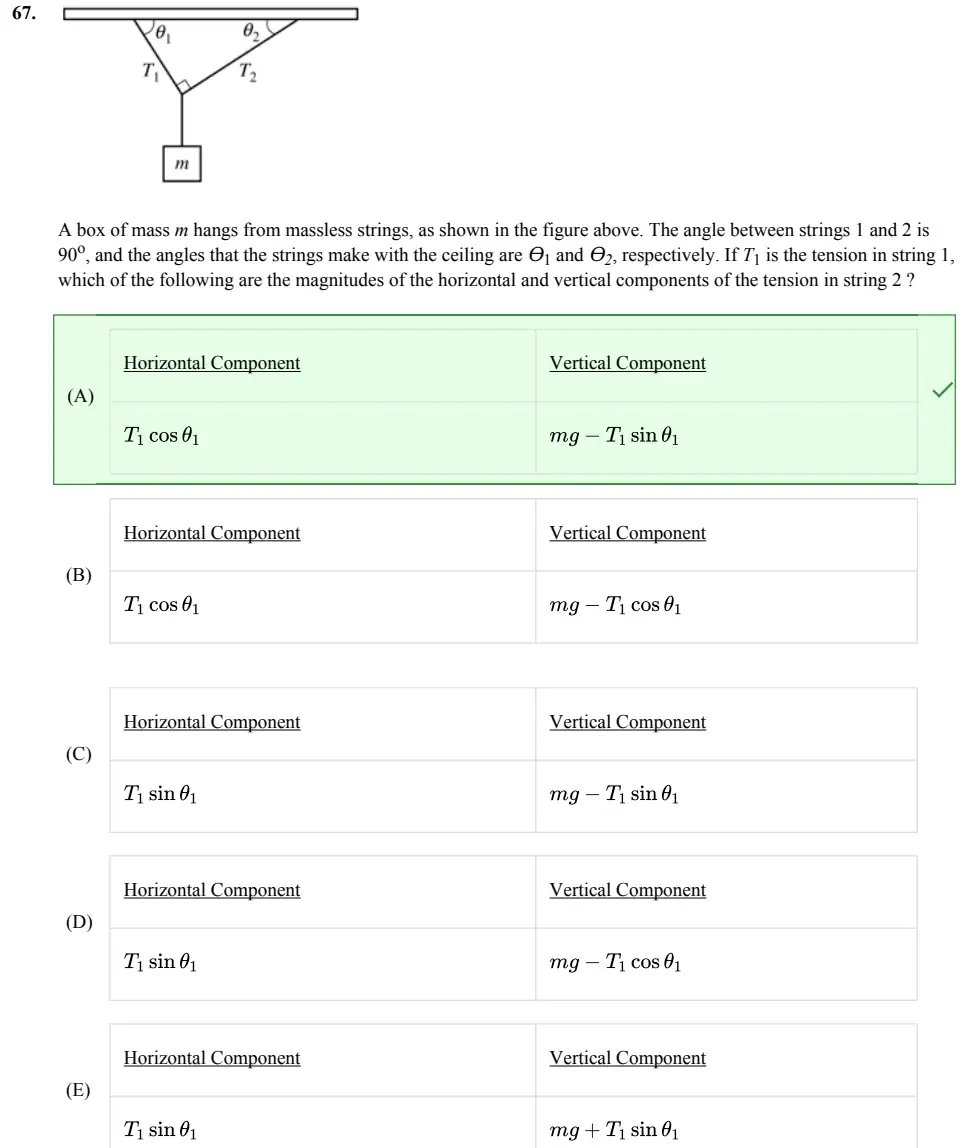 67.
θ₁ θ₂
T₁ T₂
m
A box of mass m hangs from massless strings, as shown in the figure above. The angle between strings 1 and 2 is
90°, and the angles that the strings make with the ceiling are Θ₁ and Θ₂, respectively. If T₁ is the tension in string 1,
which of the following are the magnitudes of the horizontal and vertical components of the tension in string 2 ?
(A)
Horizontal Component Vertical Component
T₁ cos θ₁ mg − T₁ sin θ₁
(B)
Horizontal Component Vertical Component
T₁ cos θ₁ mg − T₁ cos θ₁
(C)
Horizontal Component Vertical Component
T₁ sin θ₁ mg − T₁ sin θ₁
(D)
Horizontal Component Vertical Component
T₁ sin θ₁ mg − T₁ cos θ₁
(E)
Horizontal Component Vertical Component
T₁ sin θ₁ mg + T₁ sin θ₁